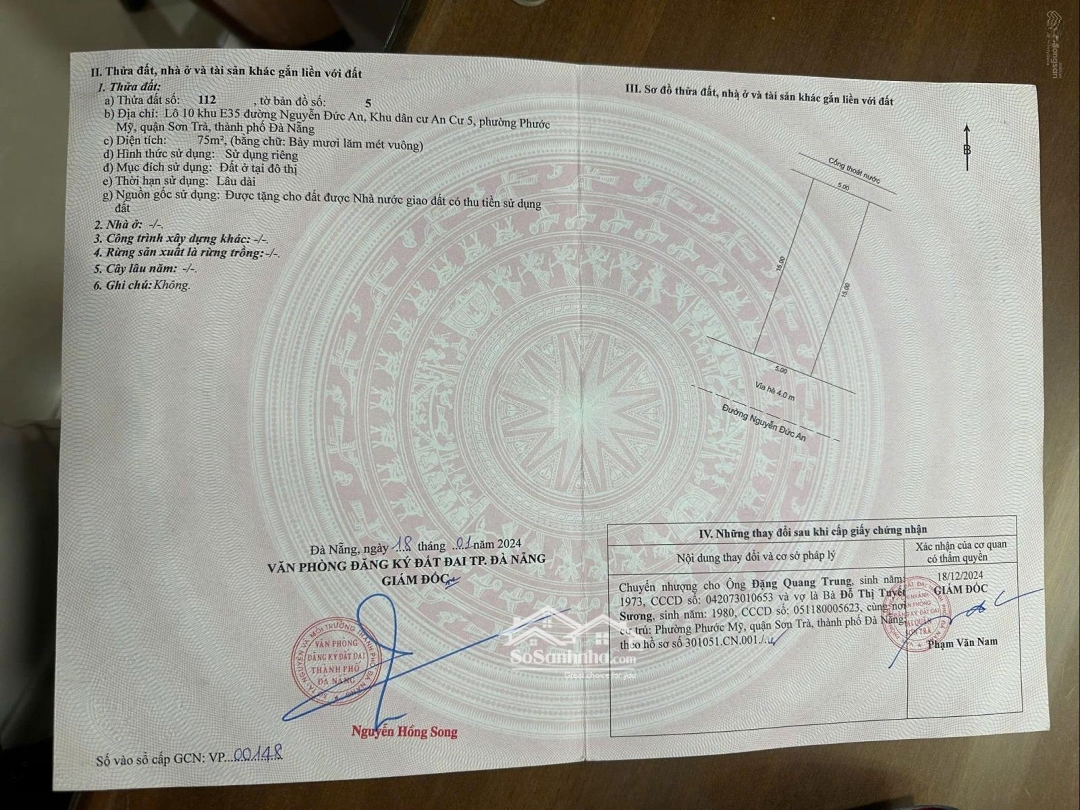 II. Thửa đất, nhà ở và tài sản khác gắn liền với đất
1. Thửa đất:
a) Thửa đất số: 112 , tờ bản đồ số: 5
b) Địa chỉ: Lô 10 khu E35 đường Nguyễn Đức An, Khu dân cư An Cư 5, phường Phước
Mỹ, quận Sơn Trà, thành phố Đà Nẵng
c) Diện tích: 75m², (bằng chữ: Bảy mươi lăm mét vuông)
d) Hình thức sử dụng: Sử dụng riêng
đ) Mục đích sử dụng: Đất ở tại đô thị
e) Thời hạn sử dụng: Lâu dài
g) Nguồn gốc sử dụng: Được tặng cho đất được Nhà nước giao đất có thu tiền sử dụng
đất
2. Nhà ở: -/-.
3. Công trình xây dựng khác: -/-.
4. Rừng sản xuất là rừng trồng:-/-.
5. Cây lâu năm: -/-.
6. Ghi chú: Không.
Đà Nẵng, ngày 18 tháng 01 năm 2024
VĂN PHÒNG ĐĂNG KÝ ĐẤT ĐAI TP. ĐÀ NẴNG
GIÁM ĐỐC
VĂN PHÒNG
ĐĂNG KÝ ĐẤT ĐAI
THÀNH PHỐ
ĐÀ NẴNG
Nguyễn Hồng Song
Số vào sổ cấp GCN: VP...00148
III. Sơ đồ thửa đất, nhà ở và tài sản khác gắn liền với đất
B
Cống thoát nước
5,00
15,00
15,00
5,00
Vỉa hè 4.0 m
Đường Nguyễn Đức An
IV. Những thay đổi sau khi cấp giấy chứng nhận
Nội dung thay đổi và cơ sở pháp lý
Xác nhận của cơ quan
có thẩm quyền
Chuyển nhượng cho Ông Đặng Quang Trung, sinh năm:
1973, CCCD số: 042073010653 và vợ là Bà Đỗ Thị Tuyết
Sương, sinh năm: 1980, CCCD số: 051180005623, cùng nơi
cư trú: Phường Phước Mỹ, quận Sơn Trà, thành phố Đà Nẵng;
theo hồ sơ số 301051.CN.001./.
18/12/2024
GIÁM ĐỐC
Phạm Văn Nam
SoSanhnha.com
Great choice for you